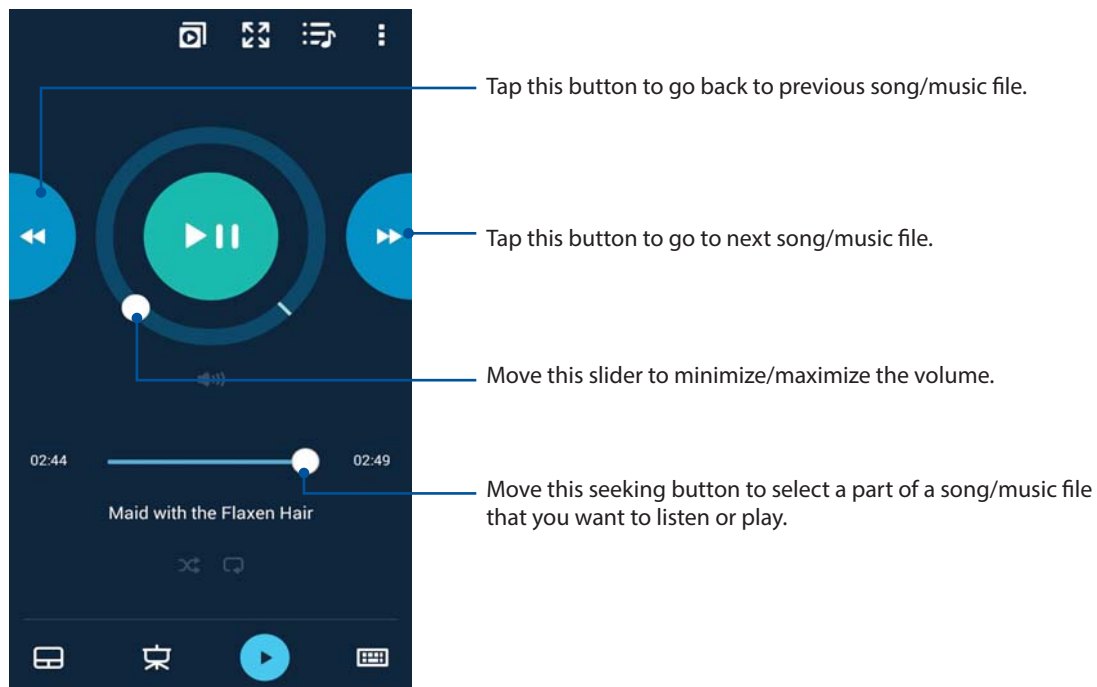 Tap this button to go back to previous song/music file.
Tap this button to go to next song/music file.
Move this slider to minimize/maximize the volume.
02:44
02:49
Move this seeking button to select a part of a song/music file
that you want to listen or play.
Maid with the Flaxen Hair